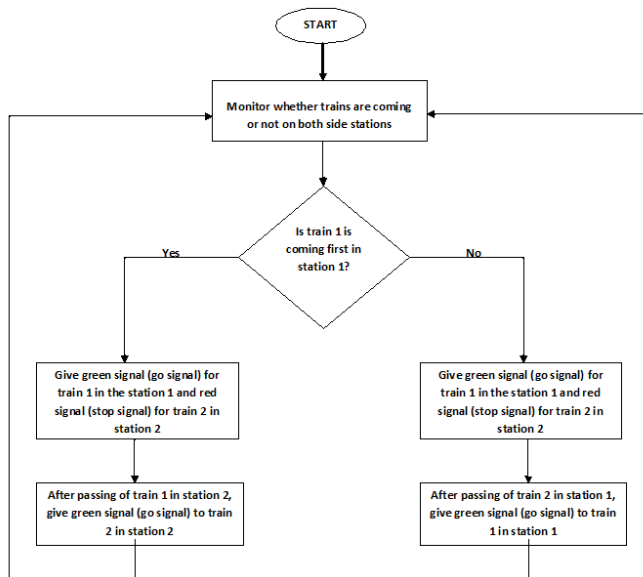 START
Monitor whether trains are coming
or not on both side stations
Is train 1 is
coming first in
station 1?
Yes
No
Give green signal (go signal) for
train 1 in the station 1 and red
signal (stop signal) for train 2 in
station 2
Give green signal (go signal) for
train 1 in the station 1 and red
signal (stop signal) for train 2 in
station 2
After passing of train 1 in station 2,
give green signal (go signal) to train
2 in station 2
After passing of train 2 in station 1,
give green signal (go signal) to train
1 in station 1